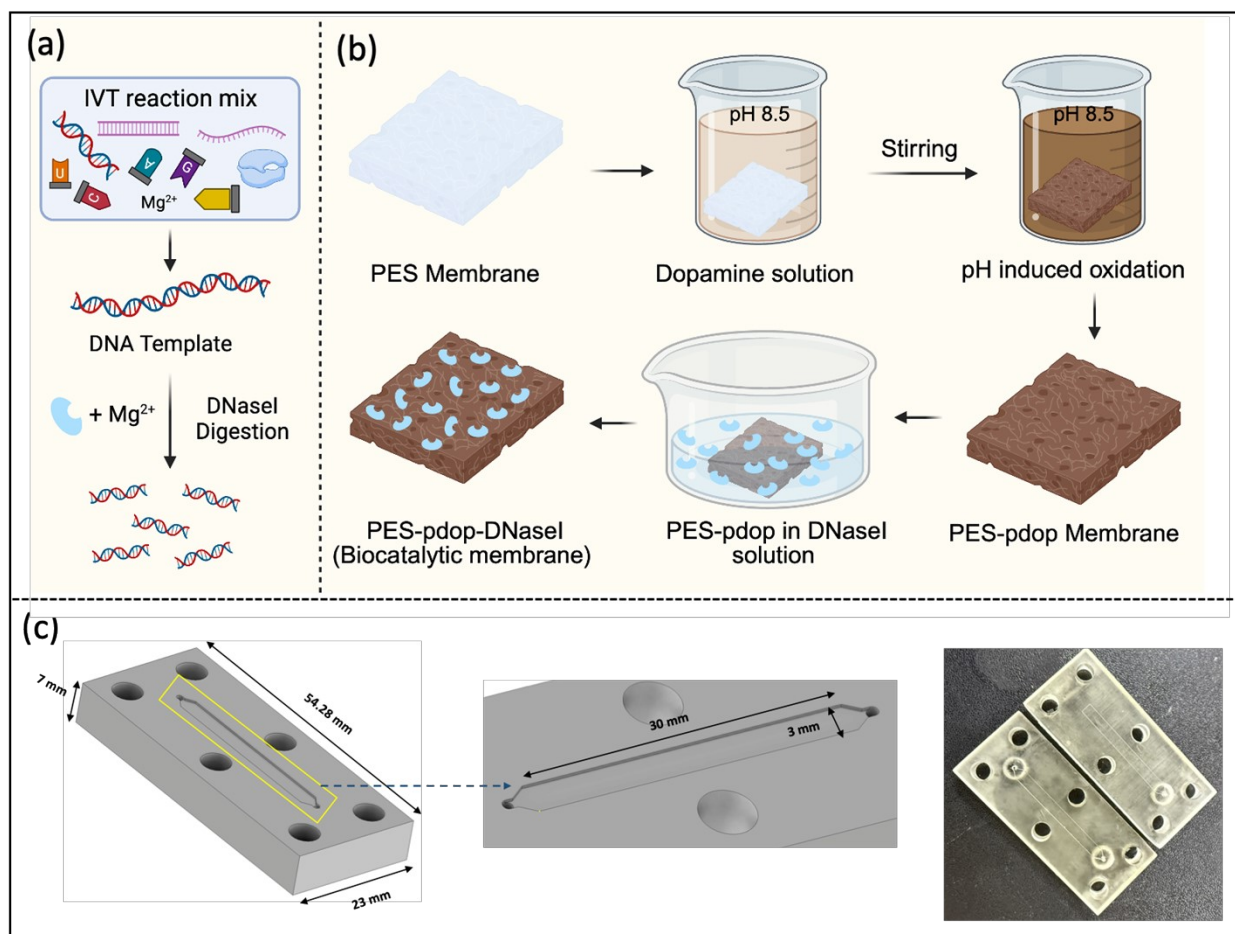 (a)
IVT reaction mix
U
C
A
G
Mg²⁺
DNA Template
+ Mg²⁺
DNaseI
Digestion
(b)
pH 8.5
Stirring
pH 8.5
PES Membrane
Dopamine solution
pH induced oxidation
PES-pdop-DNaseI
(Biocatalytic membrane)
PES-pdop in DNaseI
solution
PES-pdop Membrane
(c)
7 mm
54.28 mm
23 mm
30 mm
3 mm